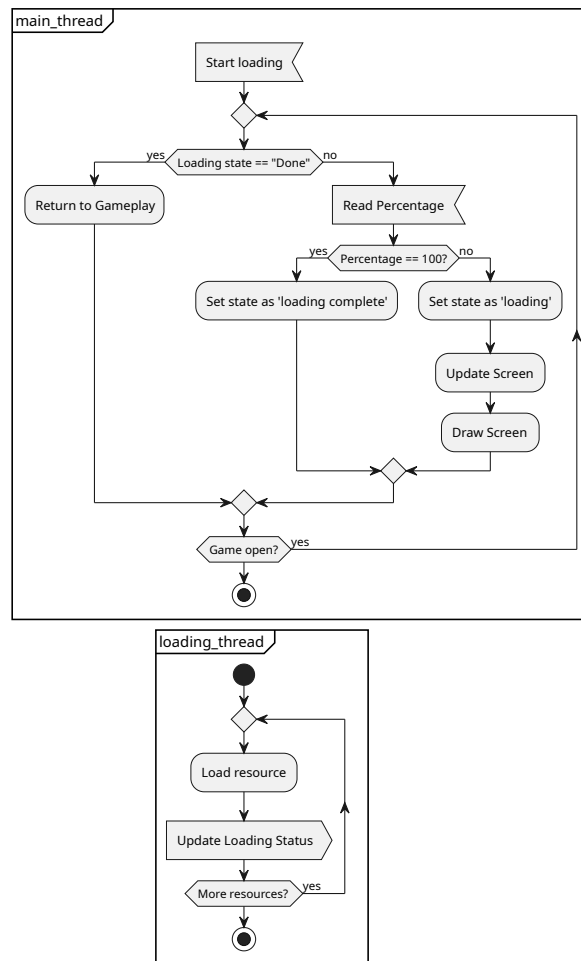 main_thread
Start loading
yes
Loading state == "Done"
no
Return to Gameplay
Read Percentage
yes
Percentage == 100?
no
Set state as 'loading complete'
Set state as 'loading'
Update Screen
Draw Screen
Game open?
yes
loading_thread
Load resource
Update Loading Status
More resources?
yes